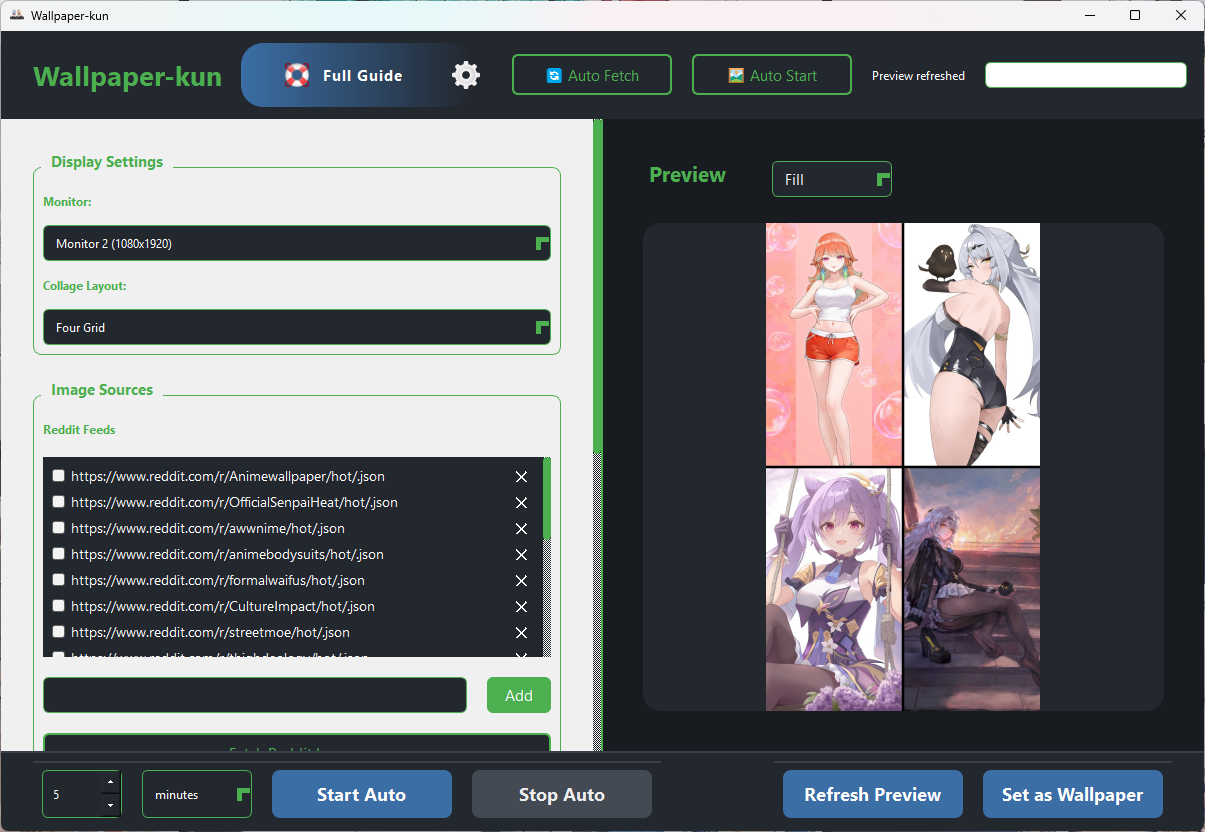 Wallpaper-kun
Wallpaper-kun
Full Guide
Auto Fetch
Auto Start
Preview refreshed
Display Settings
Monitor:
Monitor 2 (1080x1920)
Collage Layout:
Four Grid
Image Sources
Reddit Feeds
https://www.reddit.com/r/Animewallpaper/hot/.json
https://www.reddit.com/r/OfficialSenpaiHeat/hot/.json
https://www.reddit.com/r/awwnime/hot/.json
https://www.reddit.com/r/animebodysuits/hot/.json
https://www.reddit.com/r/formalwaifus/hot/.json
https://www.reddit.com/r/CultureImpact/hot/.json
https://www.reddit.com/r/streetmoe/hot/.json
Add
Preview
Fill
5
minutes
Start Auto
Stop Auto
Refresh Preview
Set as Wallpaper